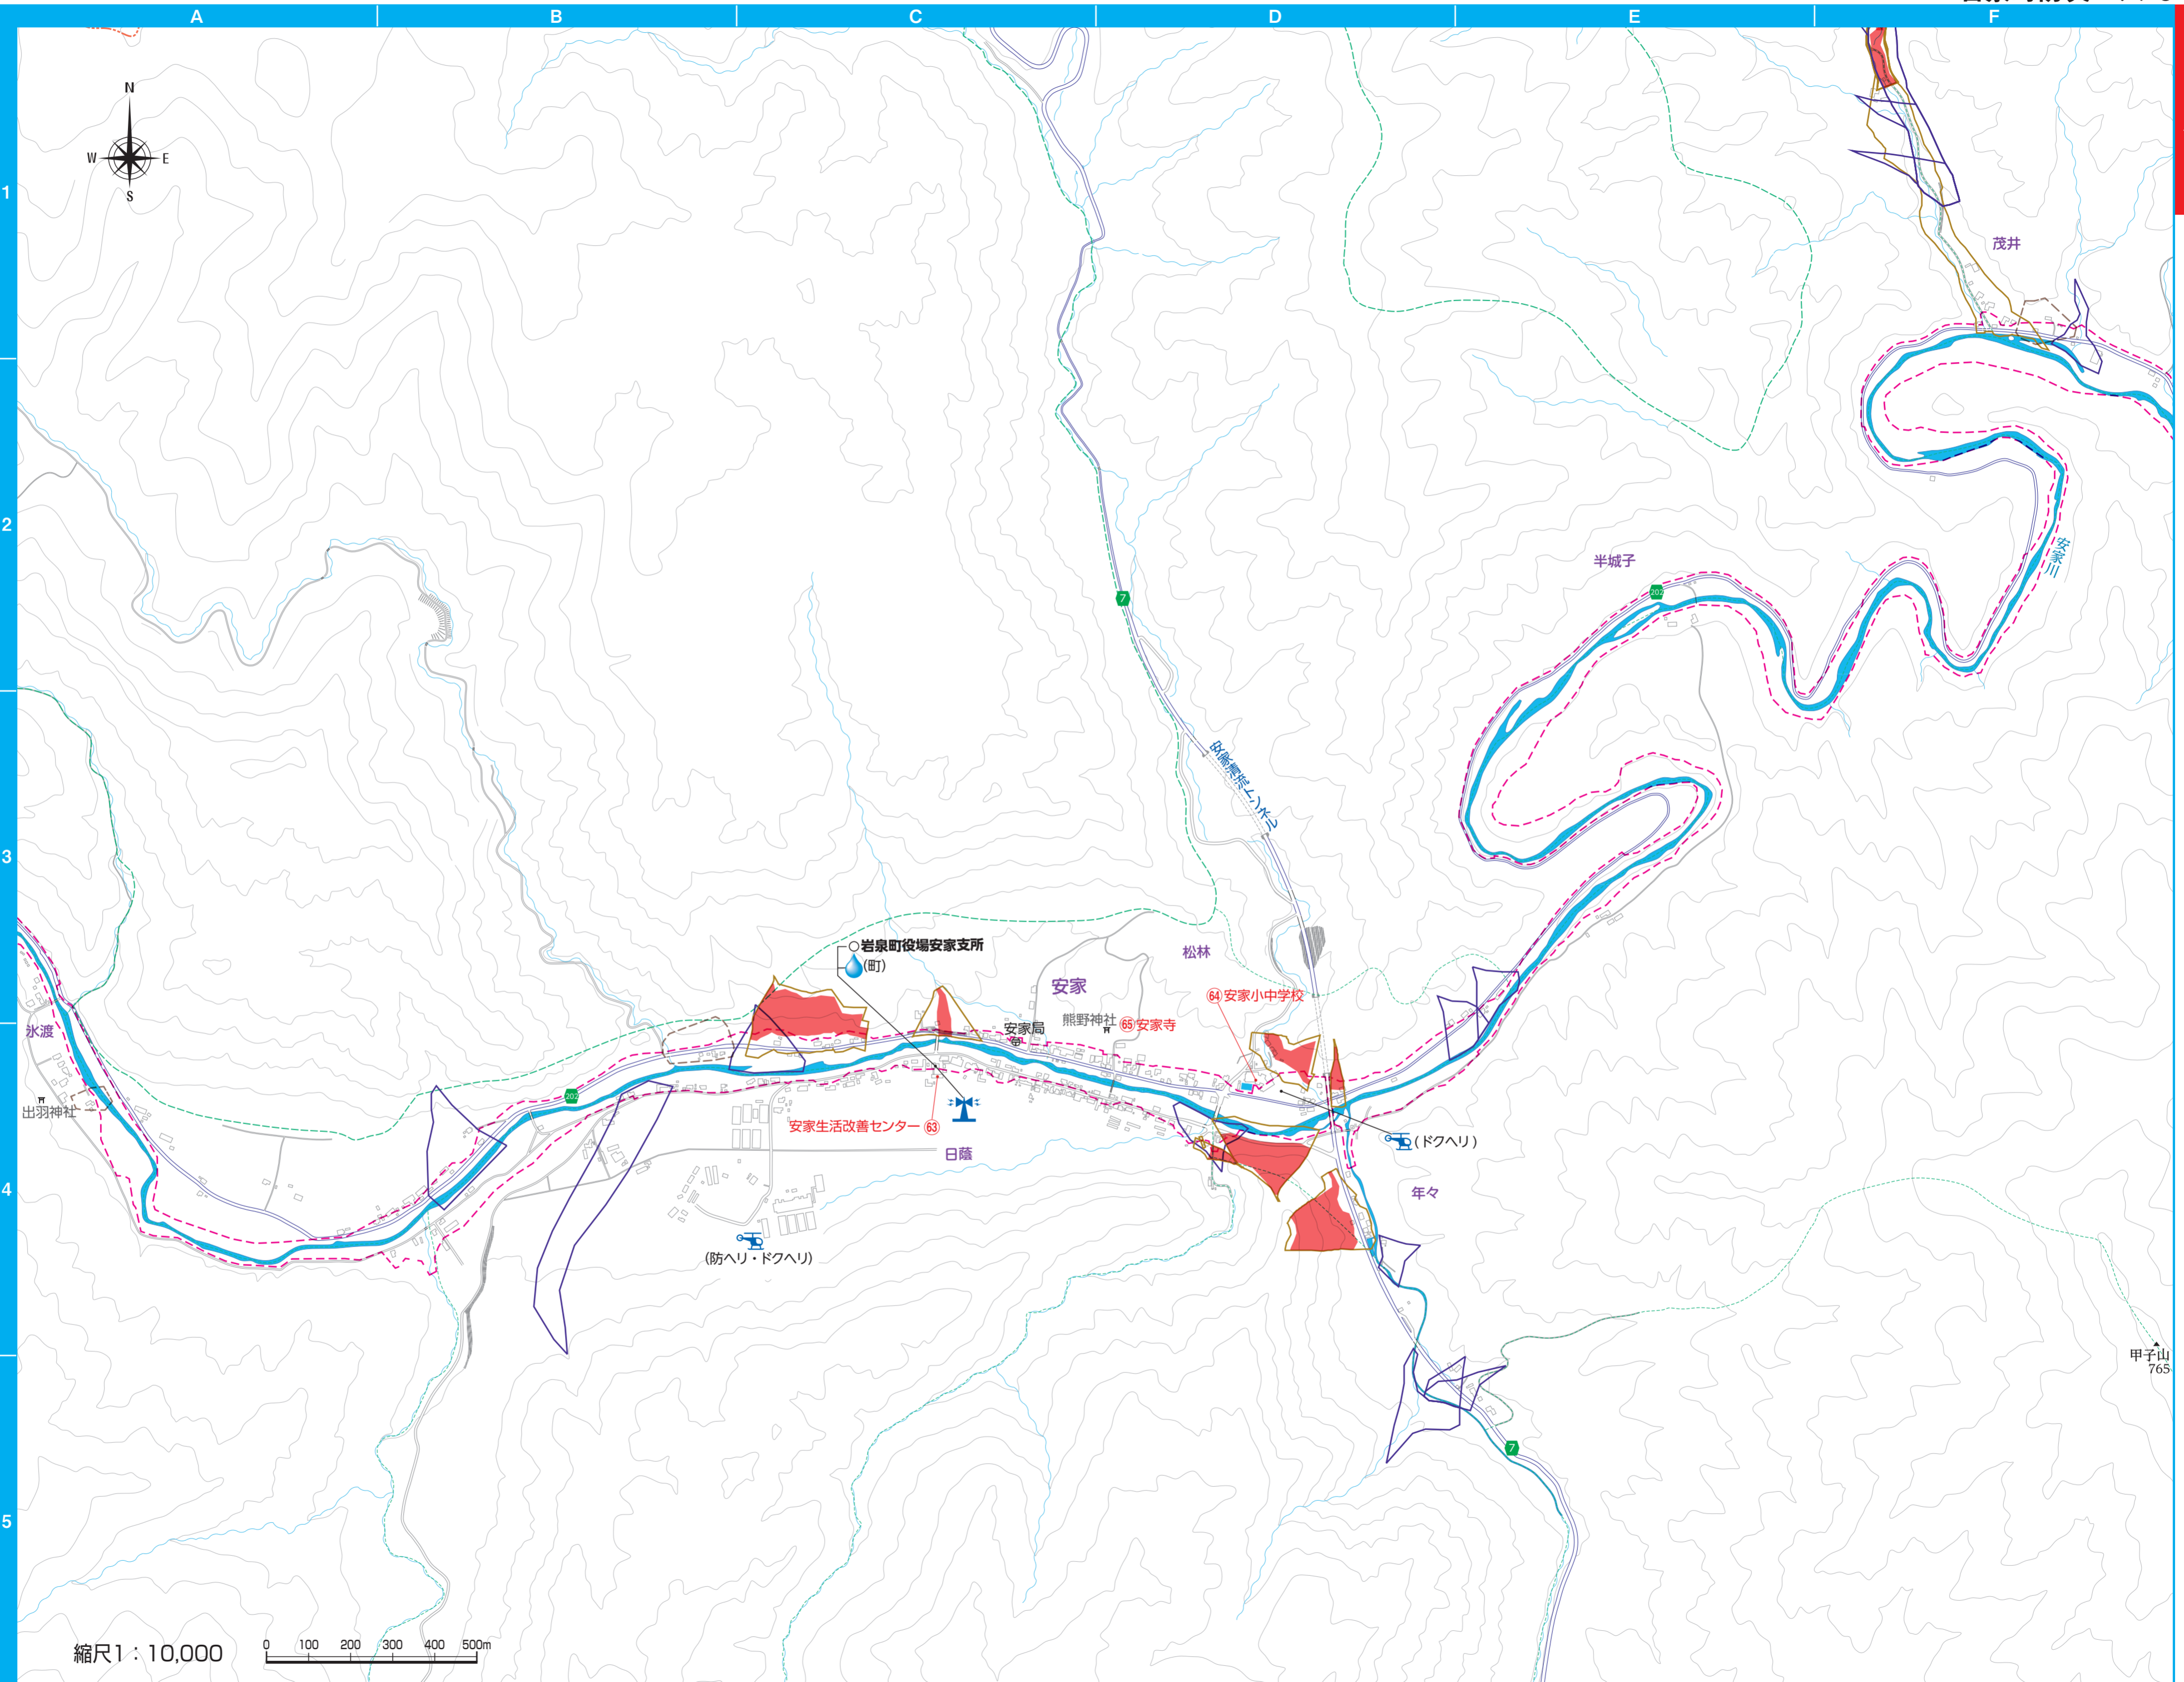 A
B
C
D
E
F
1
2
3
4
5
N
W
E
S
茂井
半城子
202
安家川
7
安家清流トンネル
岩泉町役場安家支所
(町)
松林
安家
64 安家小中学校
熊野神社
65 安家寺
安家局
氷渡
出羽神社
202
安家生活改善センター 63
日蔭
(ドクヘリ)
年々
(防ヘリ・ドクヘリ)
甲子山
765
7
縮尺1：10,000
0 100 200 300 400 500m